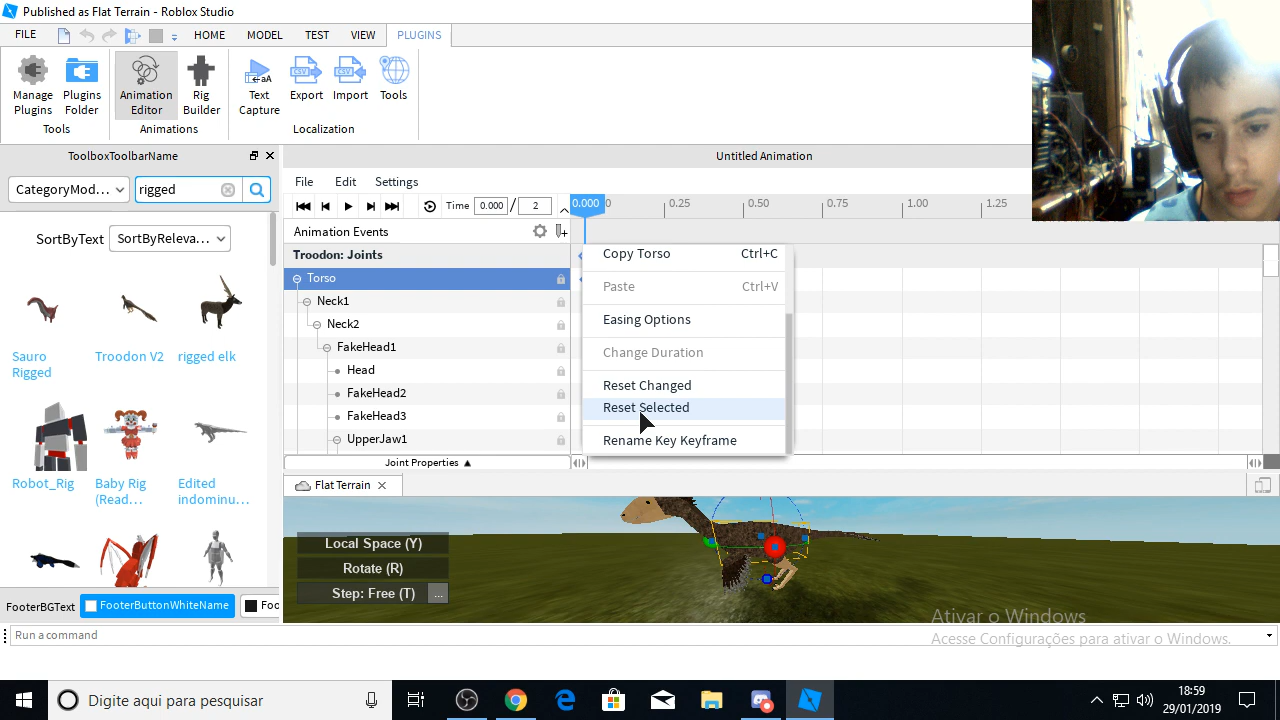 Published as Flat Terrain - Roblox Studio
FILE
HOME
MODEL
TEST
VIEW
PLUGINS
Manage Plugins
Plugins Folder
Animation Editor
Rig Builder
Text Capture
Export
Import
Tools
Tools
Animations
Localization
ToolboxToolbarName
Untitled Animation
CategoryMod...
rigged
File
Edit
Settings
Time
0.000
/
2
0.000
0
0.25
0.50
0.75
1.00
1.25
SortByText
SortByReleva...
Animation Events
Troodon: Joints
Torso
Neck1
Neck2
FakeHead1
Head
FakeHead2
FakeHead3
UpperJaw1
Joint Properties ▲
Copy Torso Ctrl+C
Paste Ctrl+V
Easing Options
Change Duration
Reset Changed
Reset Selected
Rename Key Keyframe
Sauro Rigged
Troodon V2
rigged elk
Robot_Rig
Baby Rig (Read...
Edited indominu...
Flat Terrain
Local Space (Y)
Rotate (R)
Step: Free (T)
...
FooterBGText
FooterButtonWhiteName
Foo
Ativar o Windows
Acesse Configurações para ativar o Windows.
Run a command
Digite aqui para pesquisar
18:59
29/01/2019